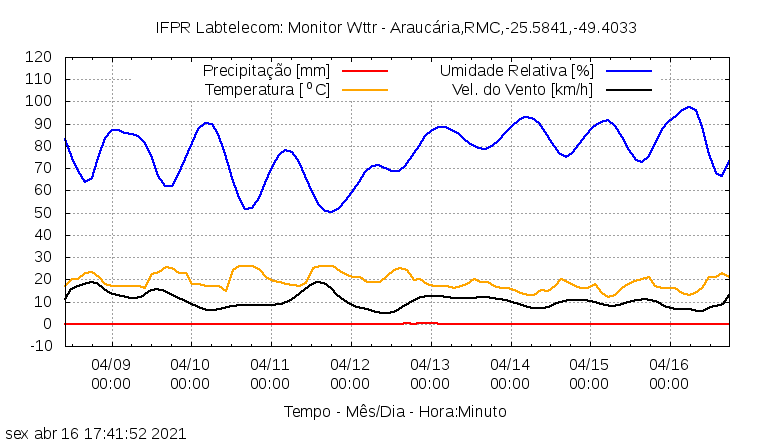 IFPR Labtelecom: Monitor Wttr - Araucária,RMC,-25.5841,-49.4033
120
110
100
90
80
70
60
50
40
30
20
10
0
-10
Precipitação [mm]
Temperatura [ ⁰C]
Umidade Relativa [%]
Vel. do Vento [km/h]
04/09 04/10 04/11 04/12 04/13 04/14 04/15 04/16
00:00 00:00 00:00 00:00 00:00 00:00 00:00 00:00
Tempo - Mês/Dia - Hora:Minuto
sex abr 16 17:41:52 2021